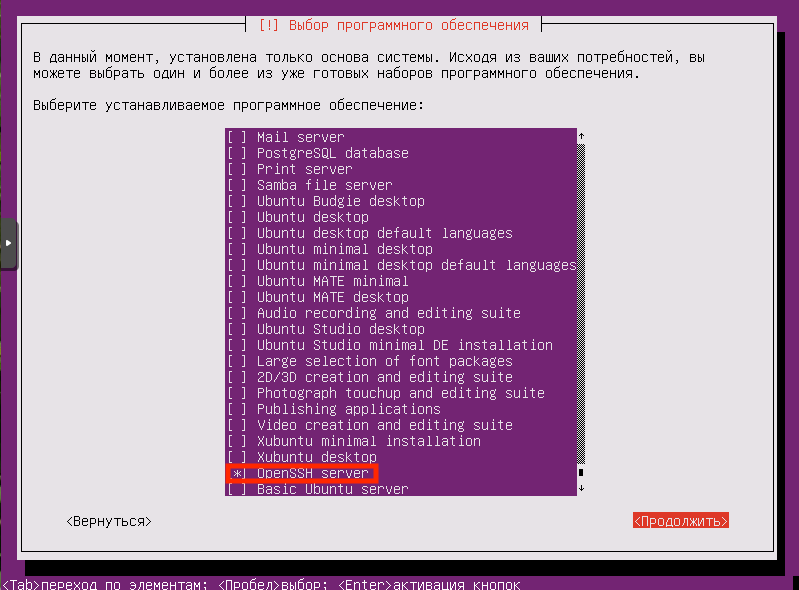 [!] Выбор программного обеспечения
В данный момент, установлена только основа системы. Исходя из ваших потребностей, вы
можете выбрать один и более из уже готовых наборов программного обеспечения.
Выберите устанавливаемое программное обеспечение:
[ ] Mail server
[ ] PostgreSQL database
[ ] Print server
[ ] Samba file server
[ ] Ubuntu Budgie desktop
[ ] Ubuntu desktop
[ ] Ubuntu desktop default languages
[ ] Ubuntu minimal desktop
[ ] Ubuntu minimal desktop default languages
[ ] Ubuntu MATE minimal
[ ] Ubuntu MATE desktop
[ ] Audio recording and editing suite
[ ] Ubuntu Studio desktop
[ ] Ubuntu Studio minimal DE installation
[ ] Large selection of font packages
[ ] 2D/3D creation and editing suite
[ ] Photograph touchup and editing suite
[ ] Publishing applications
[ ] Video creation and editing suite
[ ] Xubuntu minimal installation
[ ] Xubuntu desktop
[*] OpenSSH server
[ ] Basic Ubuntu server
<Вернуться> <Продолжить>
<Tab>переход по элементам; <Пробел>выбор; <Enter>активация кнопок